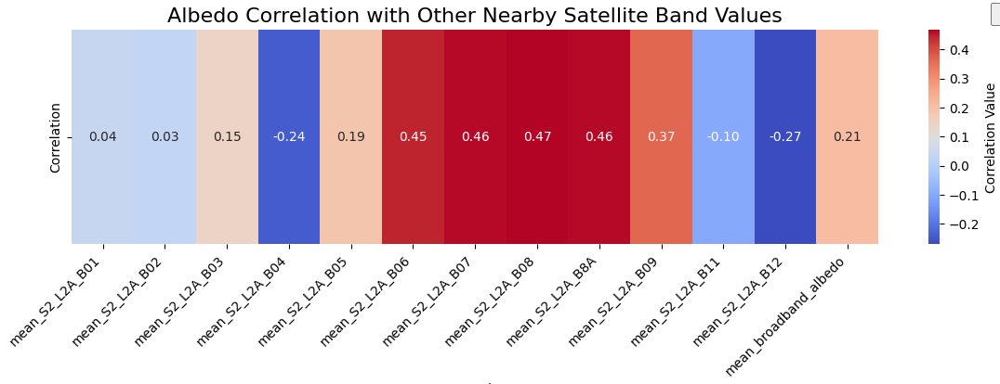 Albedo Correlation with Other Nearby Satellite Band Values
Correlation
0.04 0.03 0.15 -0.24 0.19 0.45 0.46 0.47 0.46 0.37 -0.10 -0.27 0.21
mean_S2_L2A_B01
mean_S2_L2A_B02
mean_S2_L2A_B03
mean_S2_L2A_B04
mean_S2_L2A_B05
mean_S2_L2A_B06
mean_S2_L2A_B07
mean_S2_L2A_B08
mean_S2_L2A_B8A
mean_S2_L2A_B09
mean_S2_L2A_B11
mean_S2_L2A_B12
mean_broadband_albedo
0.4
0.3
0.2
0.1
0.0
−0.1
−0.2
Correlation Value